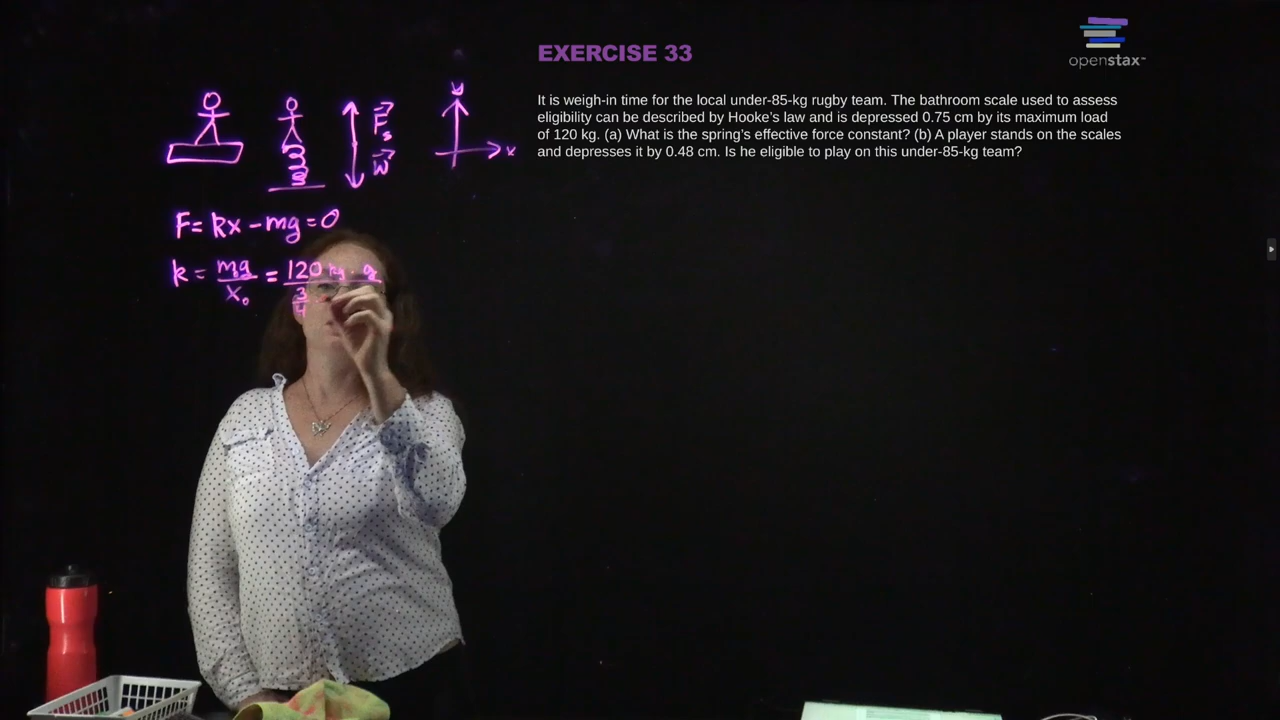 EXERCISE 33
openstax™
It is weigh-in time for the local under-85-kg rugby team. The bathroom scale used to assess
eligibility can be described by Hooke's law and is depressed 0.75 cm by its maximum load
of 120 kg. (a) What is the spring's effective force constant? (b) A player stands on the scales
and depresses it by 0.48 cm. Is he eligible to play on this under-85-kg team?
F⃗s
w⃗
y
x
F = kx - mg = 0
k = mg/x₀ = 120 kg · g / 3/4